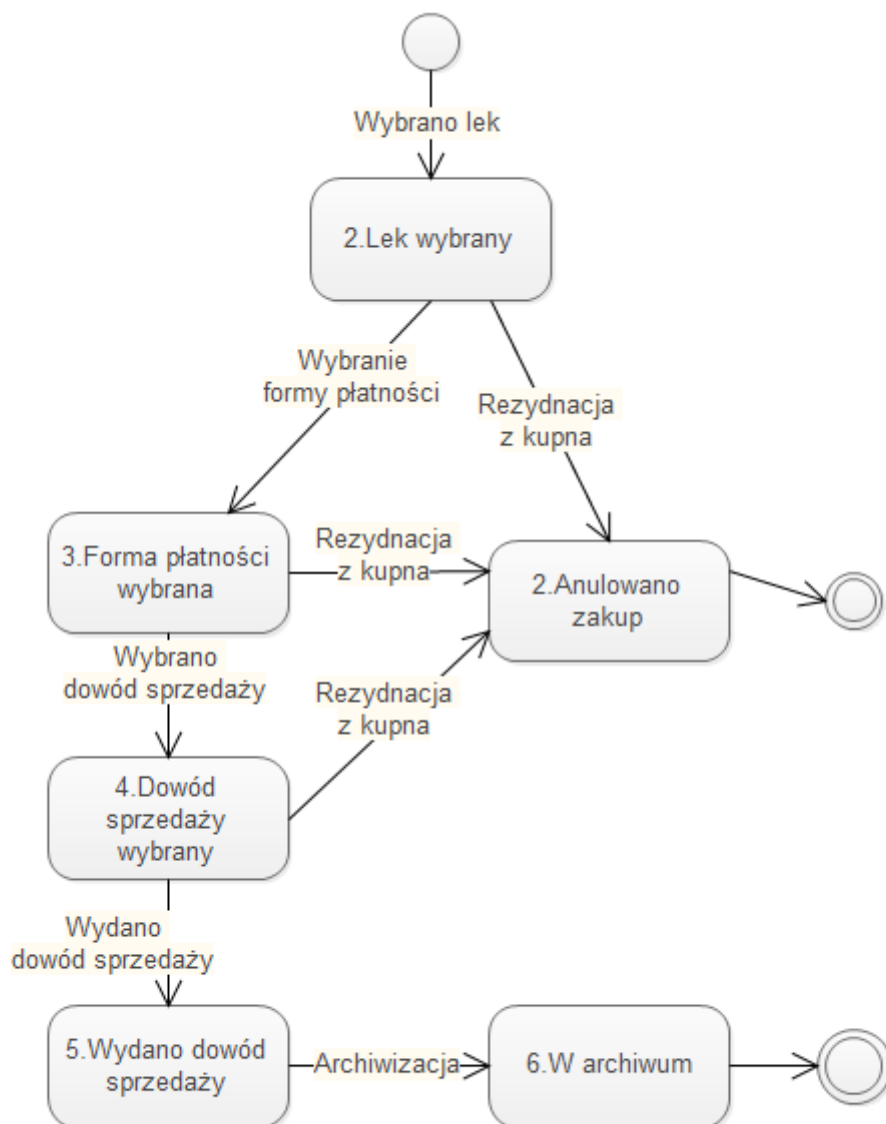 Wybrano lek
2.Lek wybrany
Wybranie
formy płatności
Rezydnacja
z kupna
3.Forma płatności
wybrana
Rezydnacja
z kupna
2.Anulowano
zakup
Wybrano
dowód sprzedaży
Rezydnacja
z kupna
4.Dowód
sprzedaży
wybrany
Wydano
dowód sprzedaży
5.Wydano dowód
sprzedaży
Archiwizacja
6.W archiwum